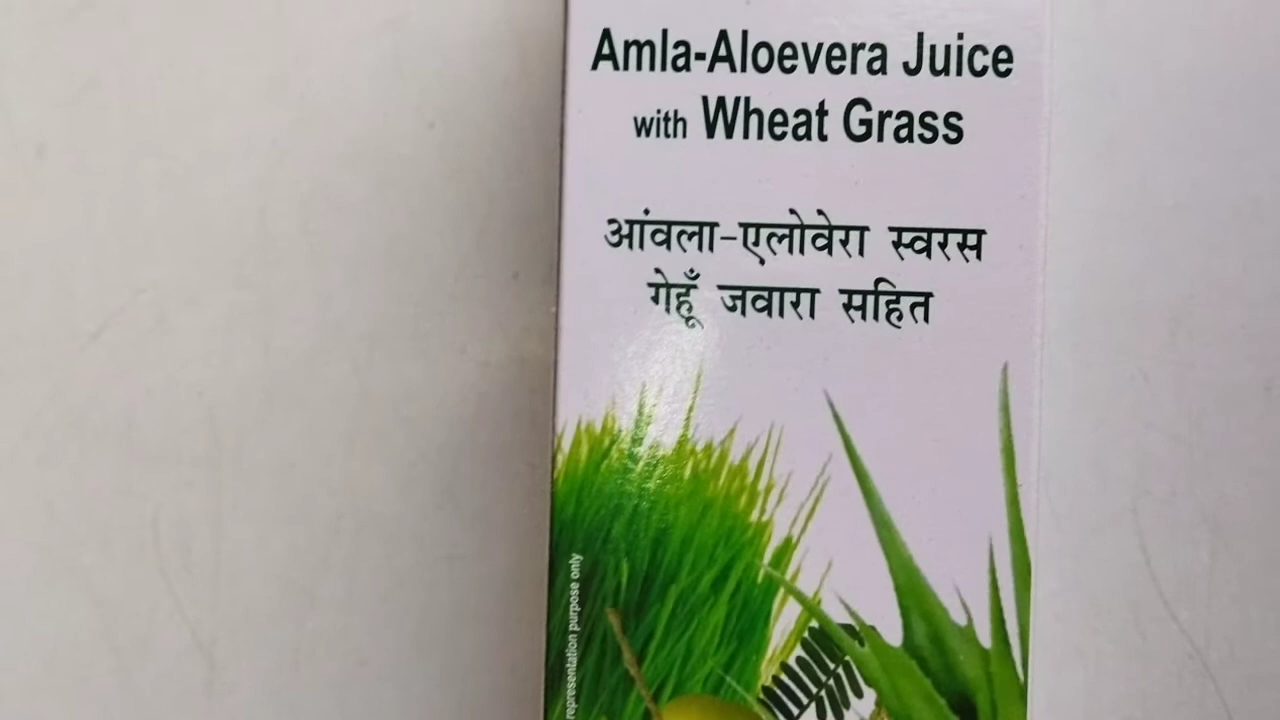 Amla-Aloevera Juice
with Wheat Grass
आंवला-एलोवेरा स्वरस
गेहूँ जवारा सहित
representation purpose only